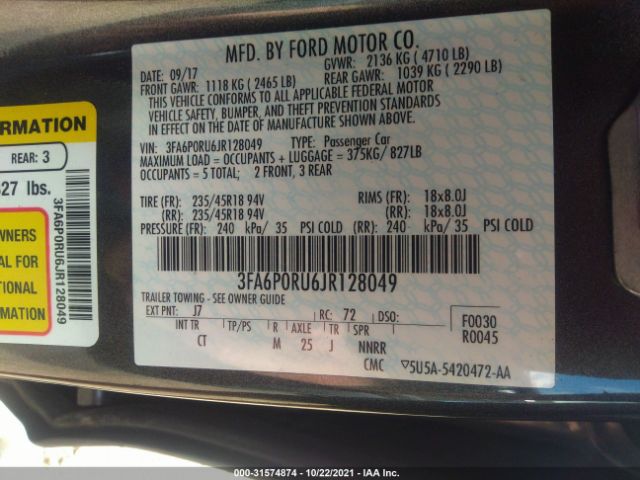 MFD. BY FORD MOTOR CO.
DATE: 09/17
GVWR: 2136 KG ( 4710 LB)
FRONT GAWR: 1118 KG ( 2465 LB)
REAR GAWR: 1039 KG ( 2290 LB)
THIS VEHICLE CONFORMS TO ALL APPLICABLE FEDERAL MOTOR
VEHICLE SAFETY, BUMPER, AND THEFT PREVENTION STANDARDS
IN EFFECT ON THE DATE OF MANUFACTURE SHOWN ABOVE.
VIN: 3FA6P0RU6JR128049 TYPE: Passenger Car
MAXIMUM LOAD = OCCUPANTS + LUGGAGE = 375KG/ 827LB
OCCUPANTS = 5 TOTAL; 2 FRONT, 3 REAR
TIRE (FR): 235/45R18 94V RIMS (FR): 18x8.0J
(RR): 235/45R18 94V (RR): 18x8.0J
PRESSURE (FR): 240 kPa/ 35 PSI COLD (RR): 240 kPa/ 35 PSI COLD
3FA6P0RU6JR128049
TRAILER TOWING - SEE OWNER GUIDE
EXT PNT: J7 RC: 72 DSO:
F0030
R0045
INT TR TP/PS R AXLE TR SPR
CT M 25 J NNRR
CMC 5U5A-5420472-AA
ORMATION
REAR: 3
827 lbs.
WNERS
AL FOR
TIONAL
MATION
3FA6P0RU6JR128049
000-31574874 - 10/22/2021 - IAA Inc.